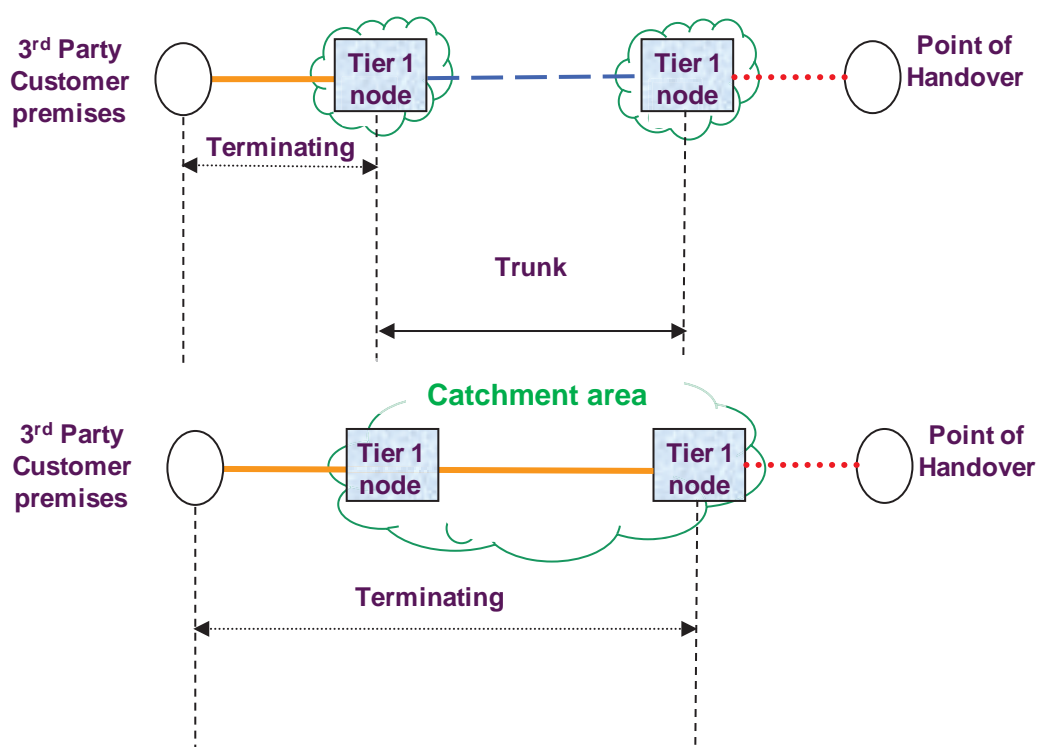 3rd Party
Customer
premises
Tier 1
node
Tier 1
node
Point of
Handover
Terminating
Trunk
Catchment area
3rd Party
Customer
premises
Tier 1
node
Tier 1
node
Point of
Handover
Terminating